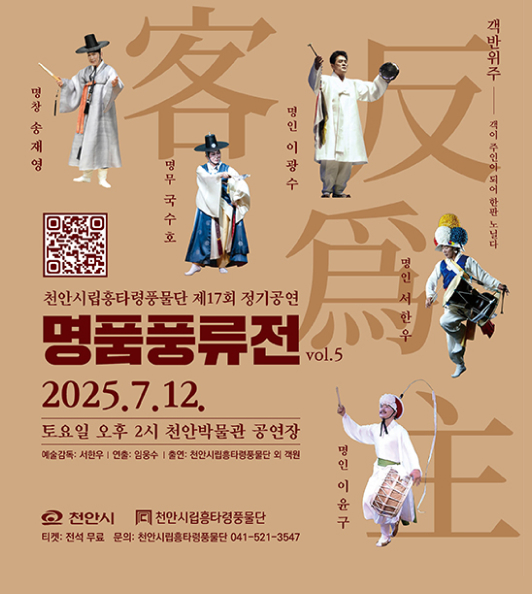 客反爲主
객반위주 ── 객이 주인이 되어 한판 노닐다
명창 송재영
명인 이광수
명무 국수호
명인 서한우
명인 이윤구
천안시립흥타령풍물단 제17회 정기공연
명품풍류전 vol.5
2025.7.12.
토요일 오후 2시 천안박물관 공연장
예술감독: 서한우 | 연출: 임웅수 | 출연: 천안시립흥타령풍물단 외 객원
천안시 천안시립흥타령풍물단
티켓: 전석 무료 문의: 천안시립흥타령풍물단 041-521-3547